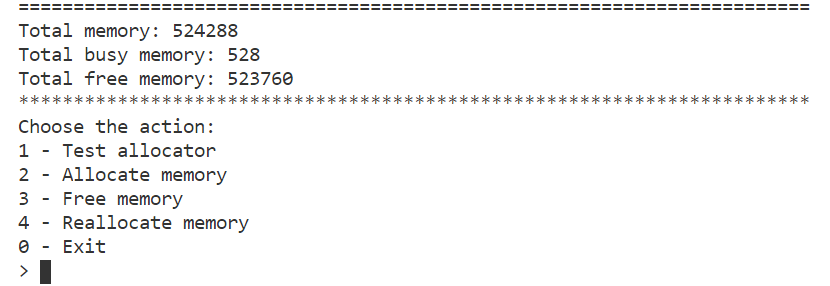 ========================================================================
Total memory: 524288
Total busy memory: 528
Total free memory: 523760
************************************************************************
Choose the action:
1 - Test allocator
2 - Allocate memory
3 - Free memory
4 - Reallocate memory
0 - Exit
>